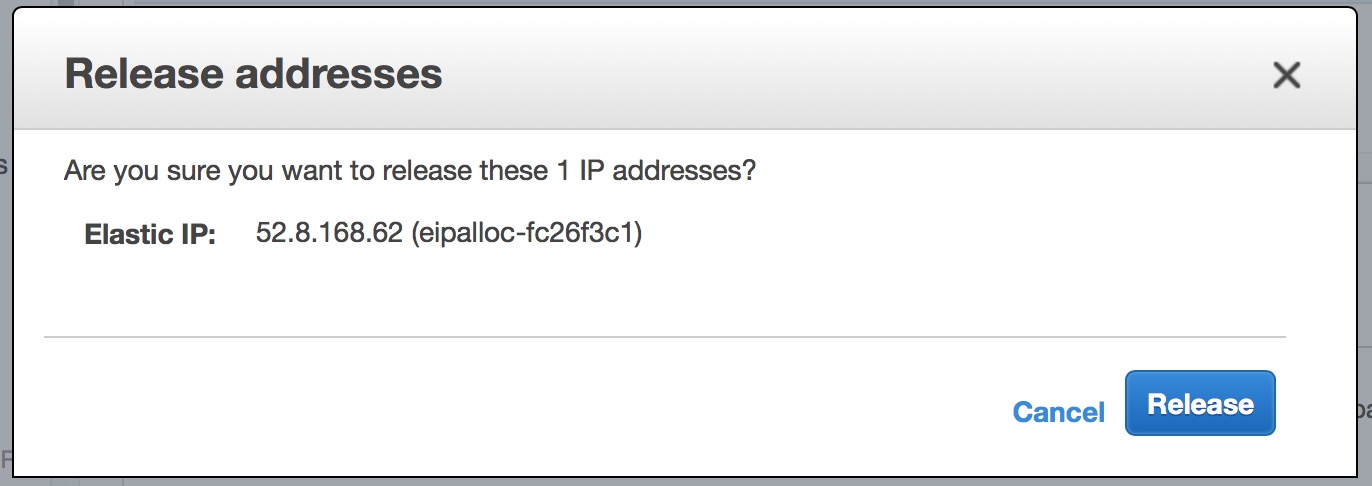 Release addresses
Are you sure you want to release these 1 IP addresses?
Elastic IP: 52.8.168.62 (eipalloc-fc26f3c1)
Cancel Release